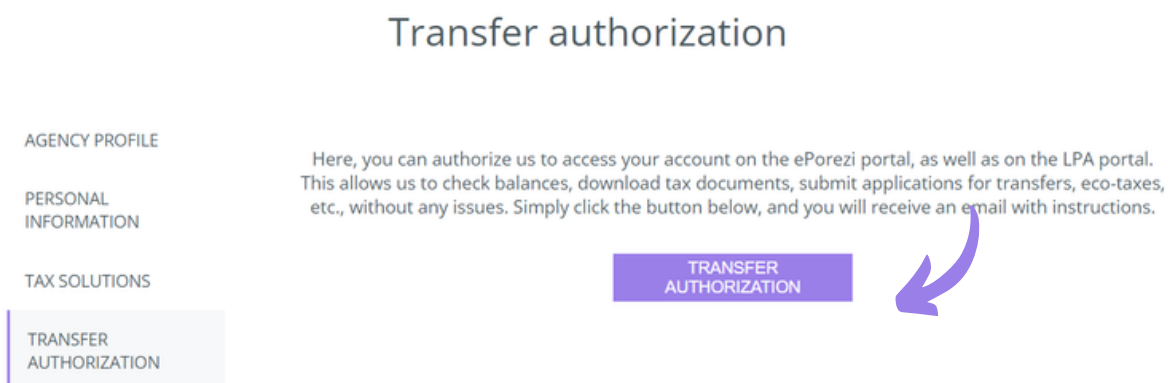 Transfer authorization
AGENCY PROFILE
PERSONAL
INFORMATION
TAX SOLUTIONS
TRANSFER
AUTHORIZATION
Here, you can authorize us to access your account on the ePorezi portal, as well as on the LPA portal.
This allows us to check balances, download tax documents, submit applications for transfers, eco-taxes,
etc., without any issues. Simply click the button below, and you will receive an email with instructions.
TRANSFER
AUTHORIZATION